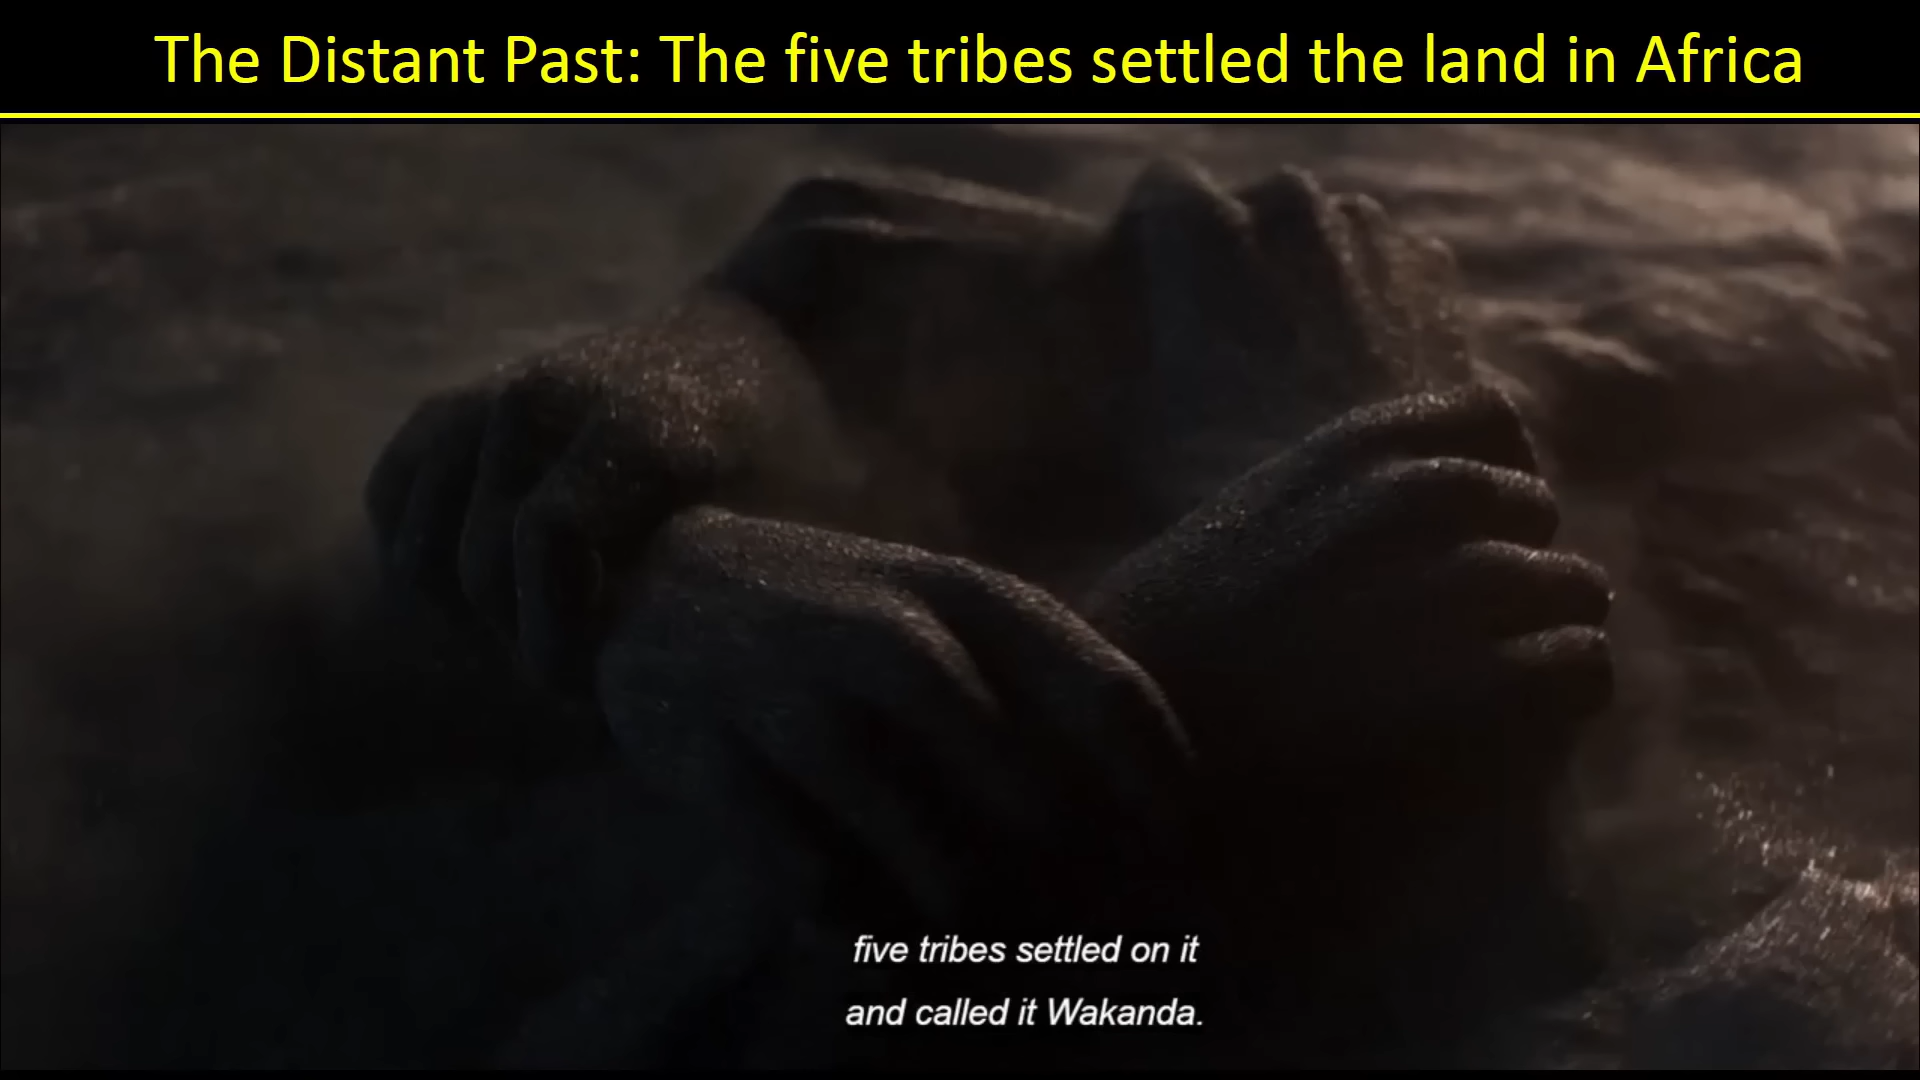 The Distant Past: The five tribes settled the land in Africa
five tribes settled on it
and called it Wakanda.